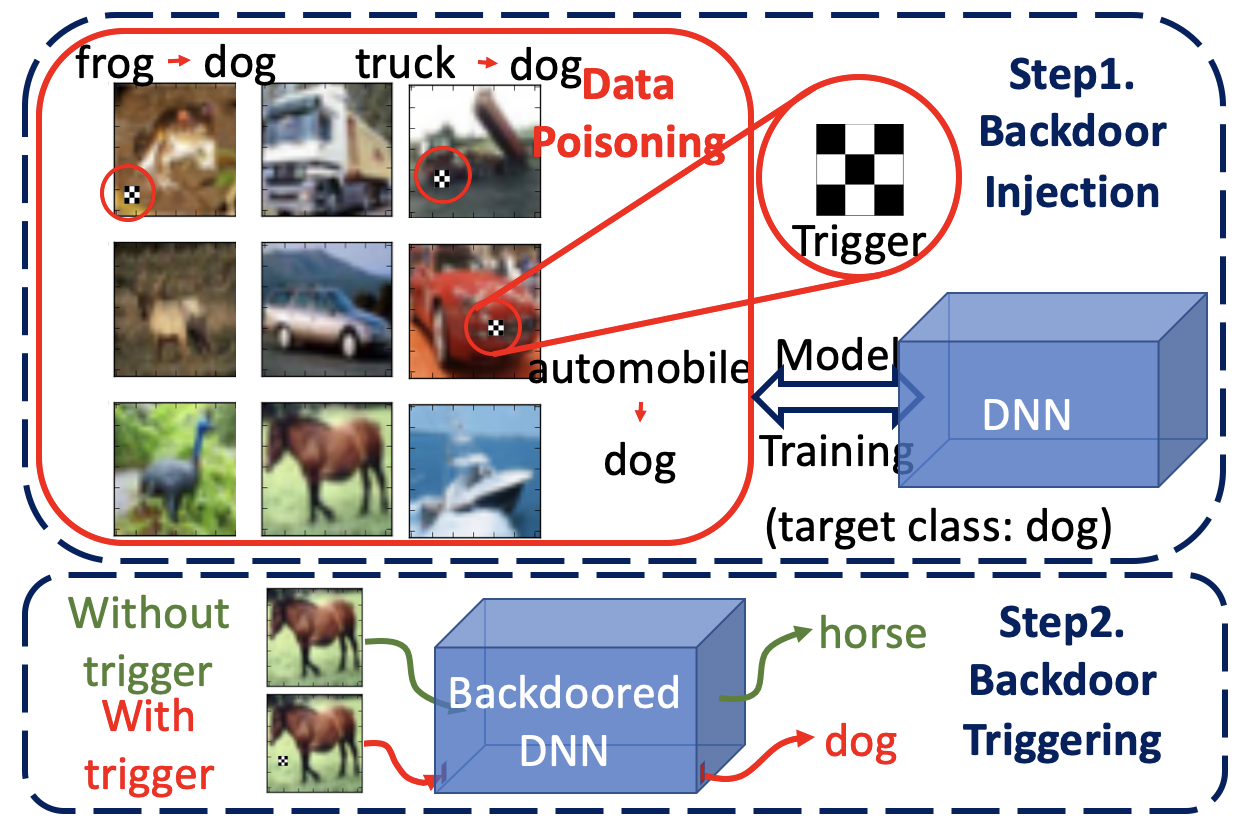 frog → dog
truck → dog
Data
Poisoning
Trigger
Step1.
Backdoor
Injection
automobile
→
dog
Model
Training
DNN
(target class: dog)
Without
trigger
With
trigger
Backdoored
DNN
horse
dog
Step2.
Backdoor
Triggering